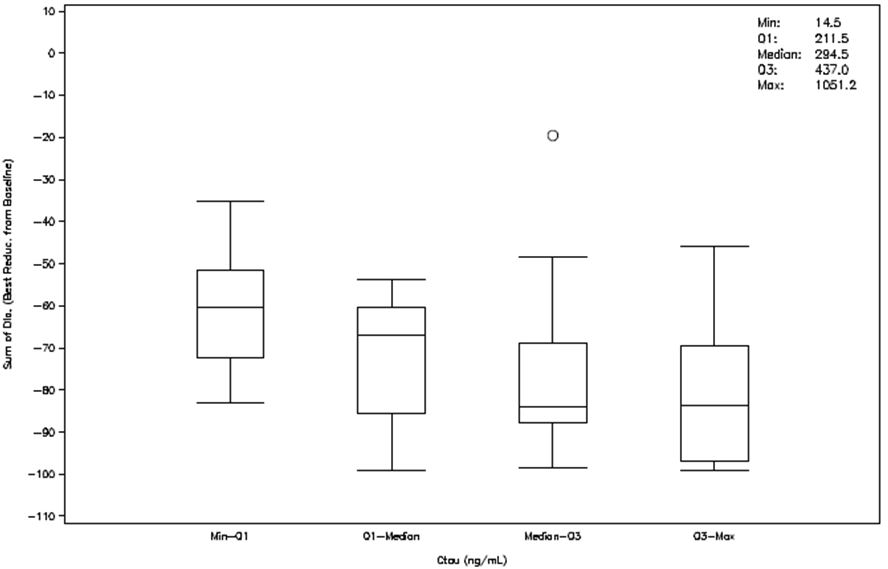 10
0
-10
-20
-30
-40
-50
-60
-70
-80
-90
-100
-110
Sum of Dia. (Best Reduc. from Baseline)
Min: 14.5
Q1: 211.5
Median: 294.5
Q3: 437.0
Max: 1051.2
Min-Q1 Q1-Median Median-Q3 Q3-Max
Ctau (ng/mL)